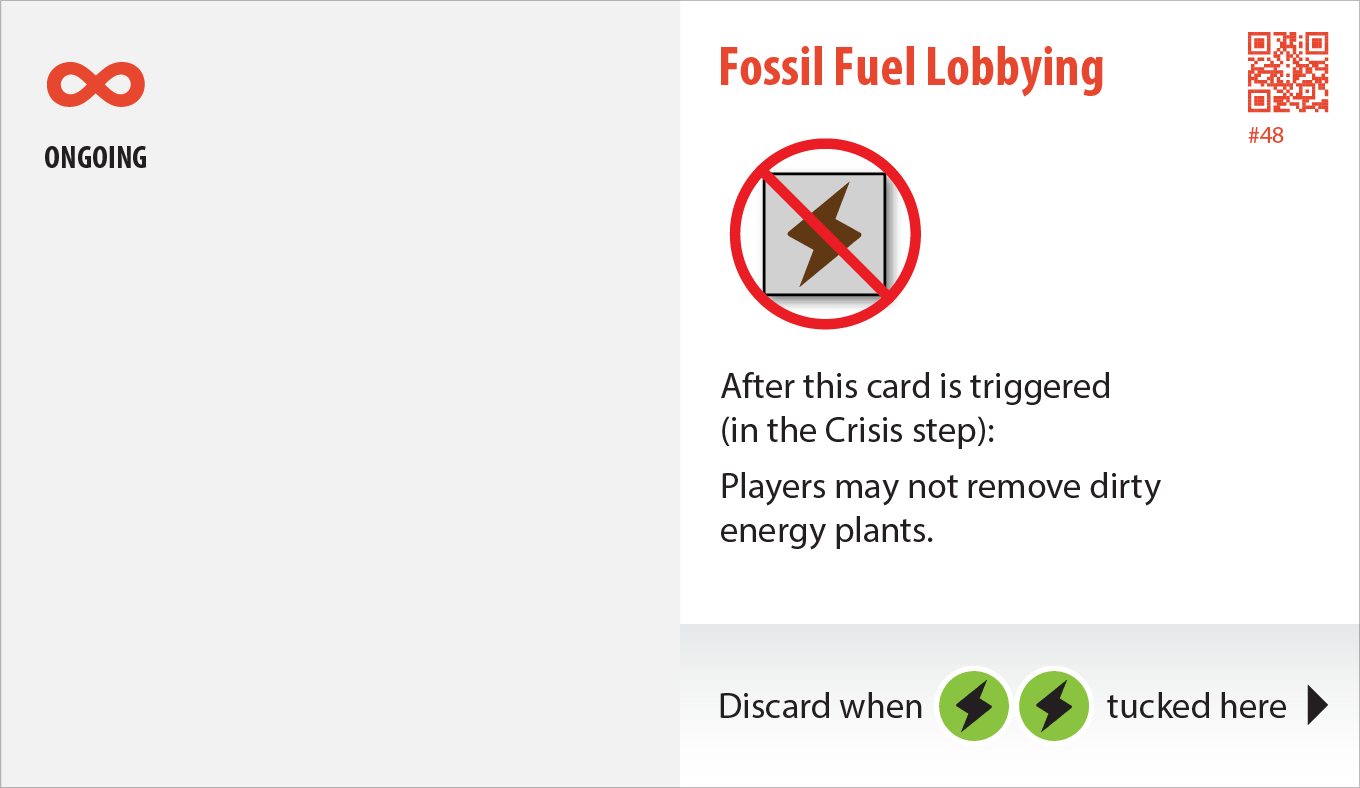 ONGOING
Fossil Fuel Lobbying
#48
After this card is triggered
(in the Crisis step):
Players may not remove dirty
energy plants.
Discard when tucked here